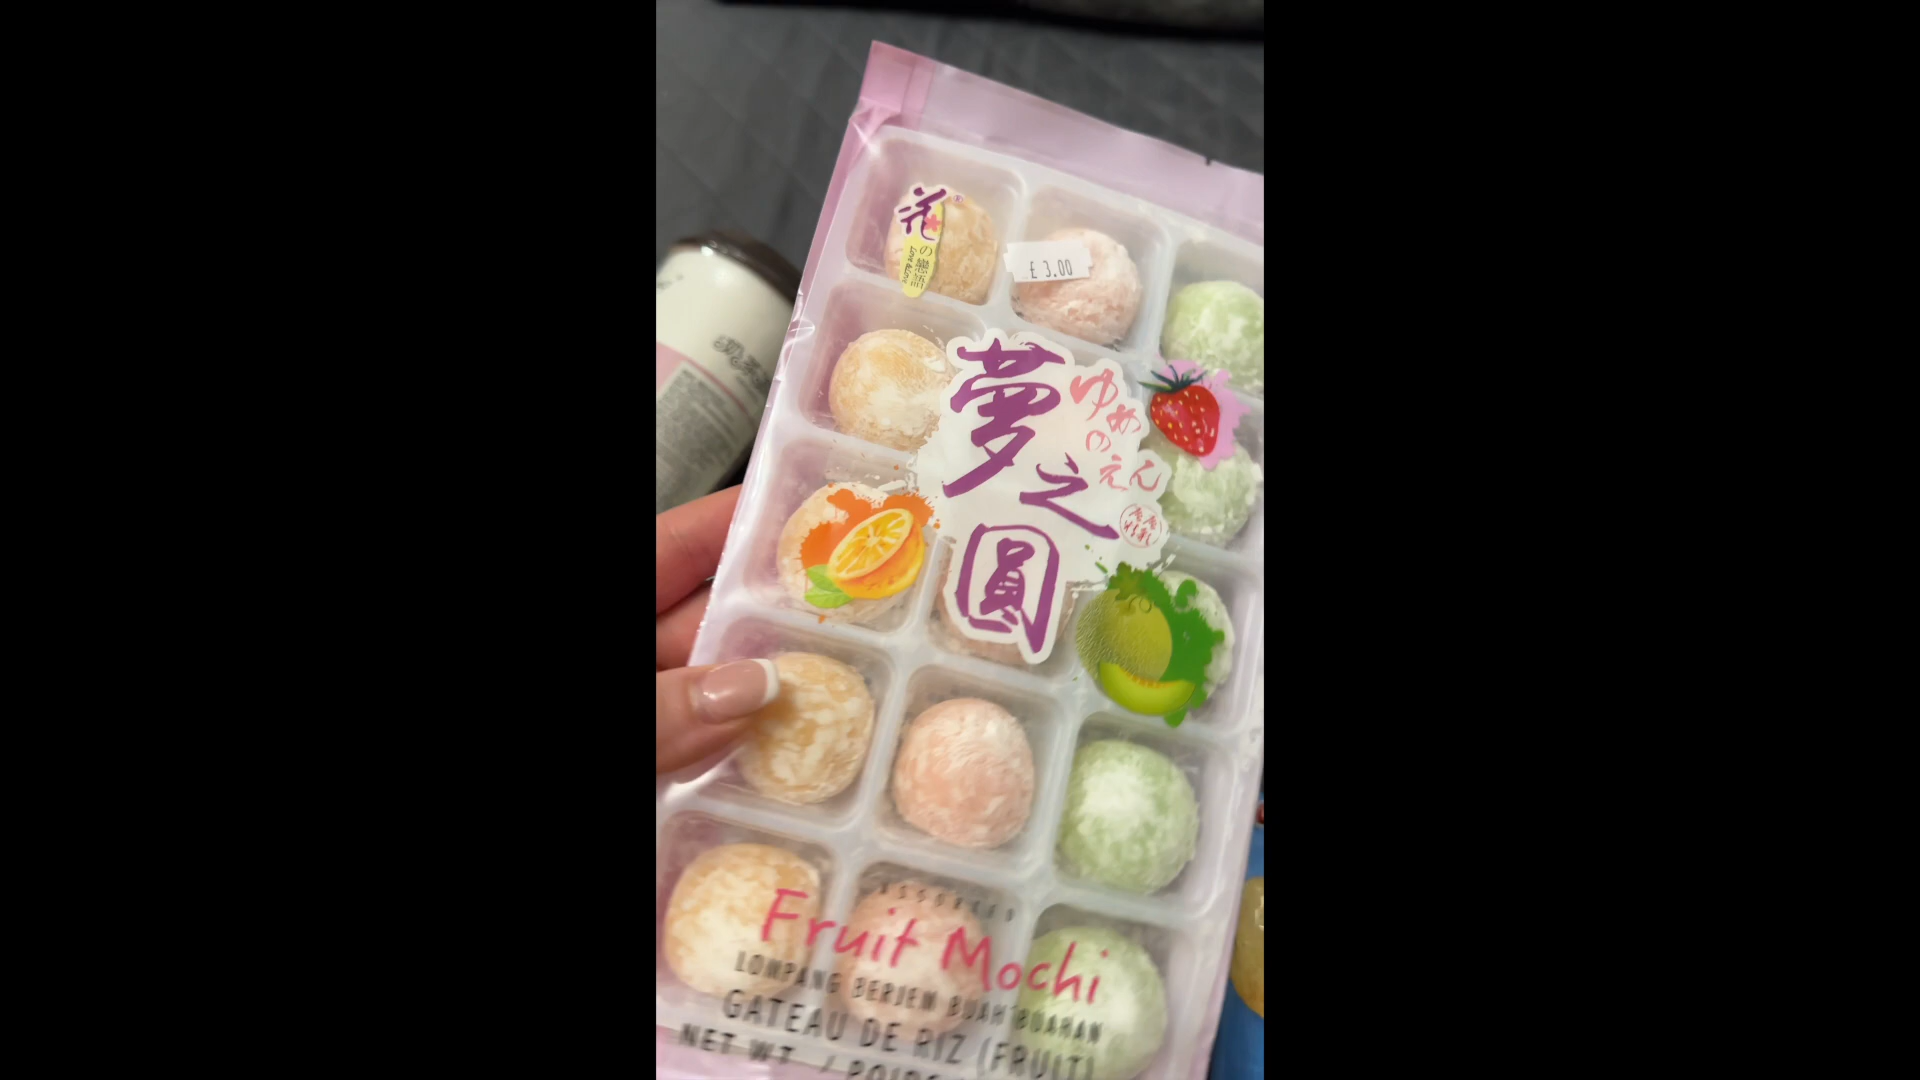 花®
の戀語
£ 3.00
夢之圓
ゆめ
のえん
ASSORTED
Fruit Mochi
LOMPANG BERJEM BUAH BUAHAN
GATEAU DE RIZ (FRUIT)
NET WT. / POIDS